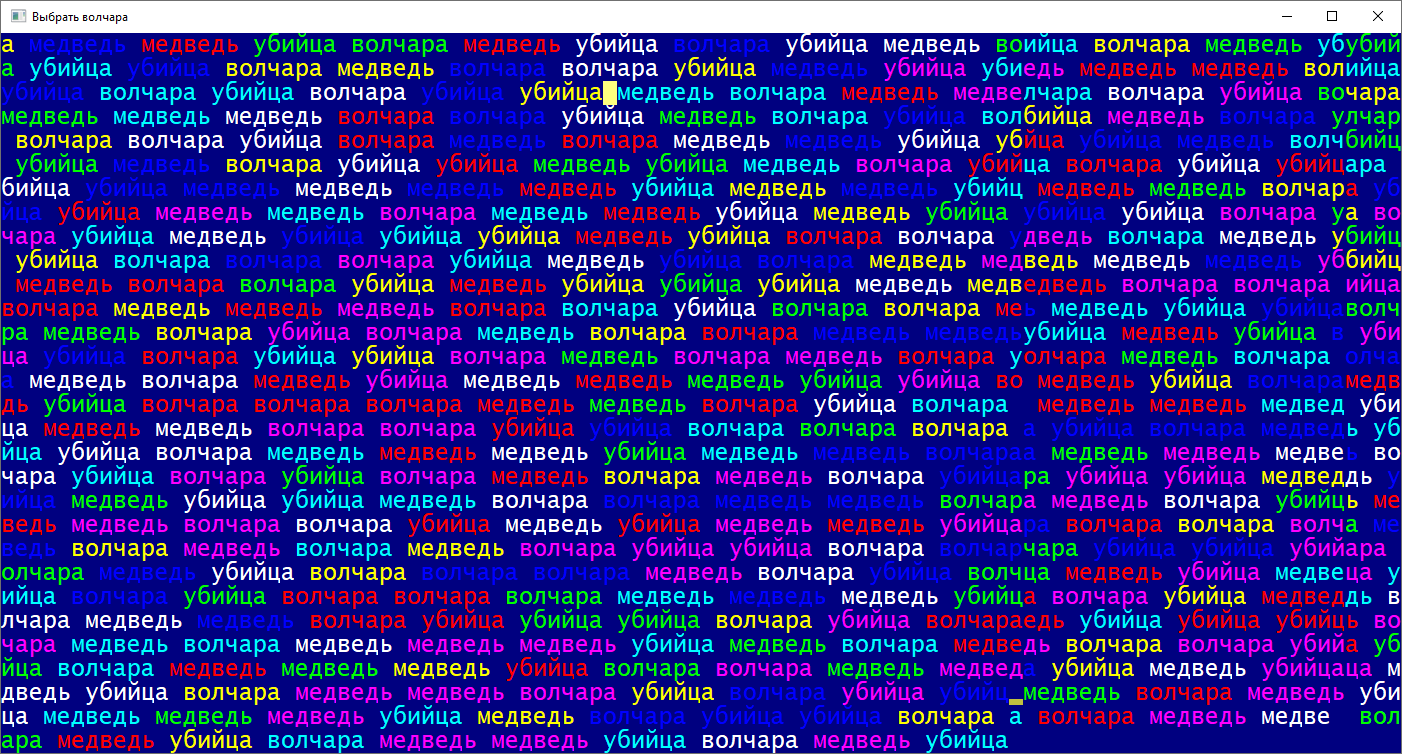 Выбрать волчара
а медведь медведь убийца волчара медведь убийца волчара убийца медведь воийца волчара медведь убубий
а убийца убийца волчара медведь волчара волчара убийца медведь убийца убиедь медведь медведь волийца
убийца волчара убийца волчара убийца убийца медведь волчара медведь медвелчара волчара убийца вочара
медведь медведь медведь волчара волчара убийца медведь волчара убийца волбийца медведь волчара улчар
волчара волчара убийца волчара медведь волчара медведь медведь убийца убйца убийца медведь волчбийц
убийца медведь волчара убийца убийца медведь убийца медведь волчара убийца волчара убийца убийцара
бийца убийца медведь медведь медведь медведь убийца медведь медведь убийц медведь медведь волчара уб
йца убийца медведь медведь волчара медведь медведь убийца медведь убийца убийца убийца волчара уа во
чара убийца медведь убийца убийца убийца медведь убийца волчара волчара удведь волчара медведь убийц
убийца волчара волчара волчара убийца медведь убийца волчара медведь медведь медведь медведь уббийц
медведь медведь волчара убийца медведь убийца убийца убийца медведь медведведь волчара волчара ийца
волчара медведь медведь медведь волчара волчара убийца волчара волчара меь медведь убийца убийцаволч
ра медведь волчара убийца волчара медведь волчара волчара медведь медведьубийца медведь убийца в уби
ца убийца волчара убийца убийца волчара медведь волчара медведь волчара уолчара медведь волчара олча
а медведь волчара медведь убийца медведь медведь медведь убийца убийца во медведь убийца волчарамедв
дь убийца волчара волчара волчара медведь медведь волчара убийца волчара  медведь медведь медвед уби
ца медведь медведь волчара волчара убийца убийца волчара волчара волчара а убийца волчара медведь уб
йца убийца волчара медведь медведь медведь убийца медведь медведь волчараа медведь медведь медвеь во
чара убийца волчара убийца волчара медведь волчара медведь волчара убийцара убийца убийца медведдь у
ийца медведь убийца убийца медведь волчара волчара медведь медведь волчара медведь волчара убийць ме
ведь медведь волчара волчара убийца медведь убийца медведь медведь убийцара волчара волчара волча ме
ведь волчара медведь волчара медведь волчара убийца убийца волчара волчарчара убийца убийца убийара
олчара медведь убийца волчара волчара волчара медведь волчара убийца волчца медведь убийца медвеца у
ийца волчара убийца волчара волчара волчара медведь медведь медведь убийца волчара убийца медведдь в
лчара медведь медведь волчара убийца убийца убийца волчара убийца волчараедь убийца убийца убийць во
чара медведь волчара медведь медведь медведь убийца медведь волчара медведь волчара волчара убийа уб
йца волчара медведь медведь медведь убийца волчара волчара медведь медведа убийца медведь убийцаца м
дведь убийца волчара медведь медведь волчара убийца волчара убийца убийц_медведь волчара медведь уби
ца медведь медведь медведь убийца медведь волчара убийца убийца волчара а волчара медведь медве  вол
ара медведь убийца волчара медведь медведь убийца волчара медведь убийца